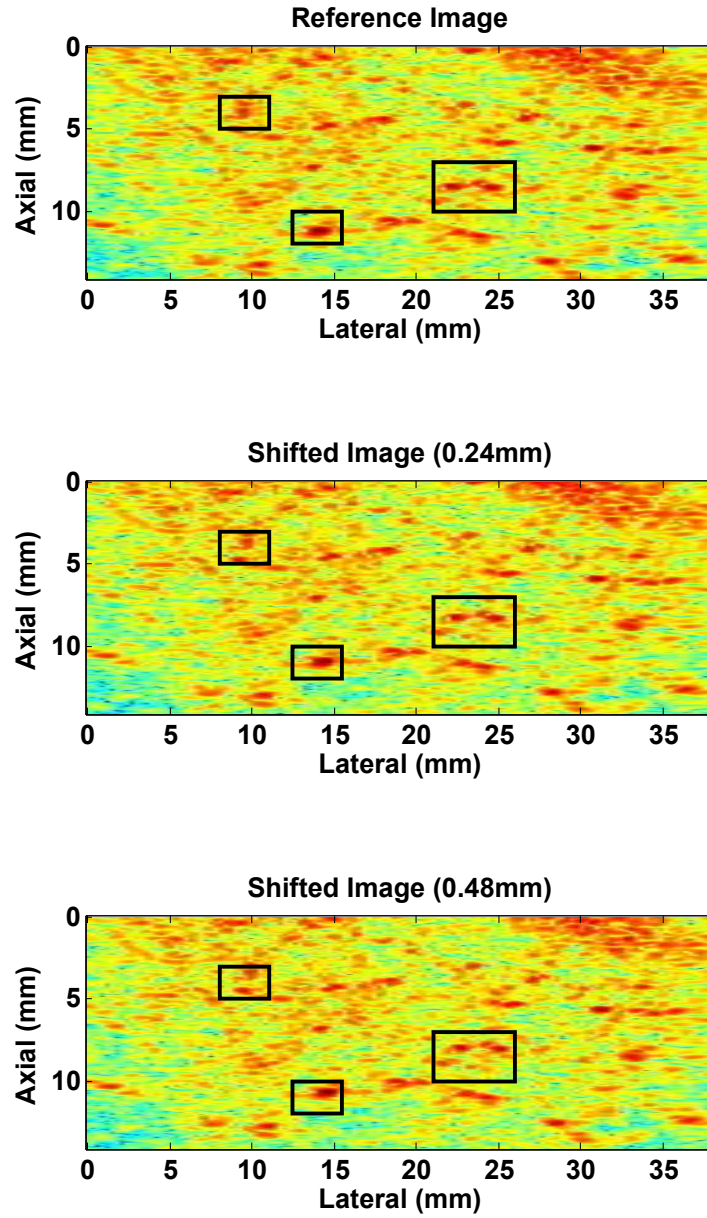 Reference Image
0
5
10
Axial (mm)
0 5 10 15 20 25 30 35
Lateral (mm)
Shifted Image (0.24mm)
0
5
10
Axial (mm)
0 5 10 15 20 25 30 35
Lateral (mm)
Shifted Image (0.48mm)
0
5
10
Axial (mm)
0 5 10 15 20 25 30 35
Lateral (mm)